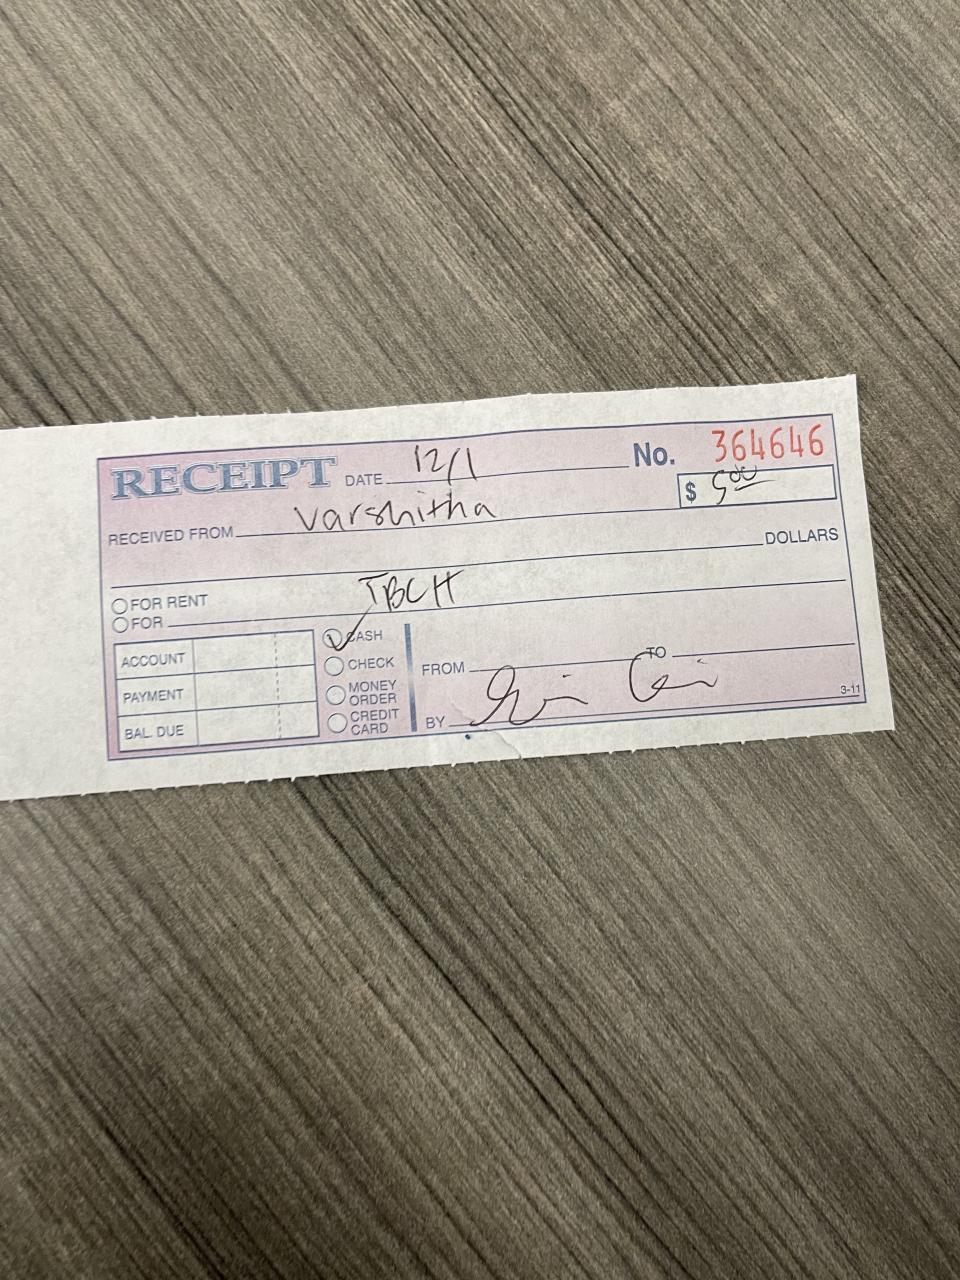 RECEIPT DATE 12/1 No. 364646
RECEIVED FROM Varshitha $ 5 00
DOLLARS
FOR RENT
FOR TBCH
ACCOUNT
PAYMENT
BAL. DUE
CASH
CHECK
MONEY ORDER
CREDIT CARD
FROM TO
BY
3-11